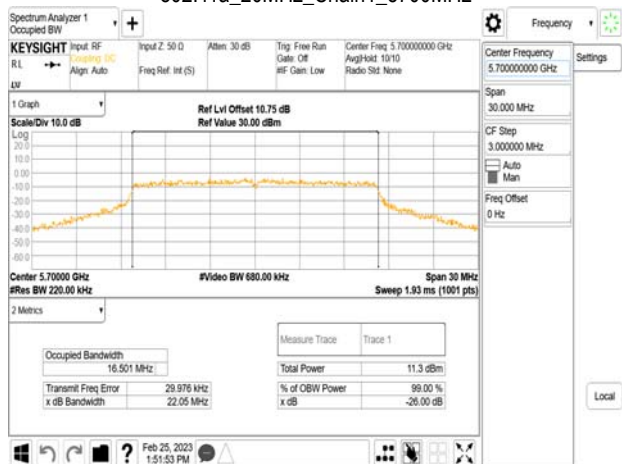 Spectrum Analyzer 1
Occupied BW
+
Frequency
KEYSIGHT
RL
Input: RF
Coupling: DC
Align: Auto
Input Z: 50 Ω
Freq Ref: Int (S)
Atten: 30 dB
Trig: Free Run
Gate: Off
#IF Gain: Low
Center Freq: 5.700000000 GHz
Avg|Hold: 10/10
Radio Std: None
Center Frequency
5.700000000 GHz
Settings
Span
30.000 MHz
CF Step
3.000000 MHz
Auto
Man
Freq Offset
0 Hz
Local
1 Graph
Scale/Div 10.0 dB
Ref Lvl Offset 10.75 dB
Ref Value 30.00 dBm
Log
20.0
10.0
0.00
-10.0
-20.0
-30.0
-40.0
-50.0
-60.0
Center 5.70000 GHz
#Res BW 220.00 kHz
#Video BW 680.00 kHz
Span 30 MHz
Sweep 1.93 ms (1001 pts)
2 Metrics
Measure Trace Trace 1
Occupied Bandwidth
16.501 MHz
Total Power 11.3 dBm
Transmit Freq Error 29.976 kHz
% of OBW Power 99.00 %
x dB Bandwidth 22.05 MHz
x dB -26.00 dB
?
Feb 25, 2023
1:51:53 PM